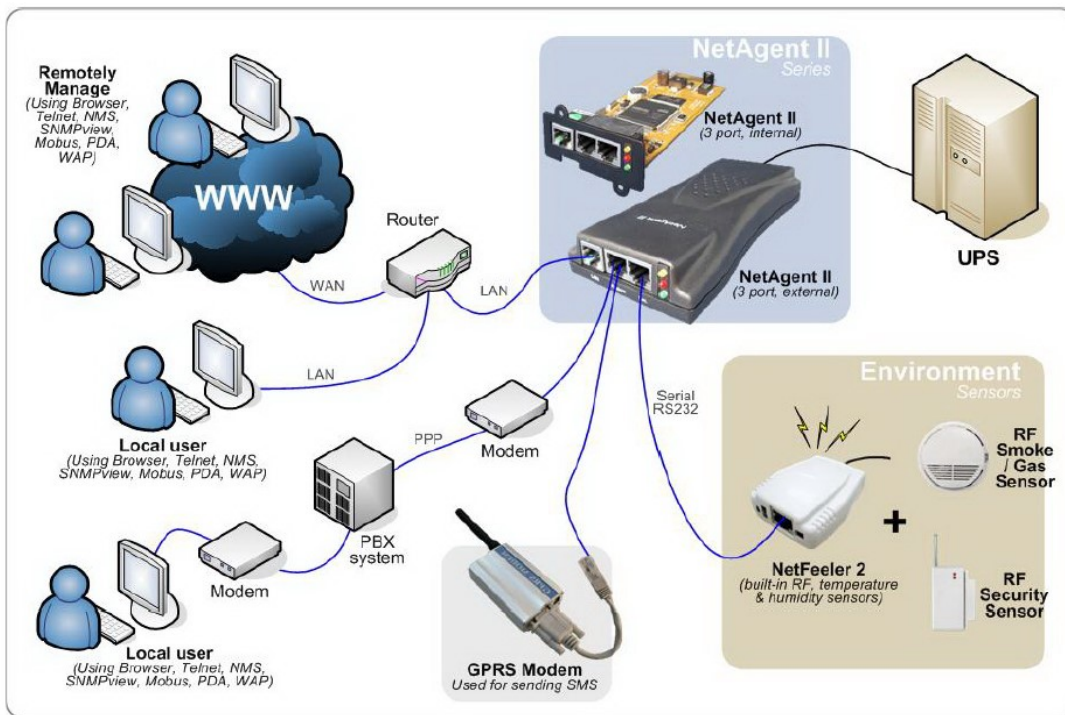 Remotely
Manage
(Using Browser,
Telnet, NMS,
SNMPview,
Mobus, PDA,
WAP)
WWW
Router
WAN
LAN
LAN
NetAgent II
Series
NetAgent II
(3 port, internal)
NetAgent II
NetAgent II
(3 port, external)
UPS
Local user
(Using Browser, Telnet, NMS,
SNMPview, Mobus, PDA, WAP)
PPP
Modem
Serial
RS232
PBX
system
Modem
Local user
(Using Browser, Telnet, NMS,
SNMPview, Mobus, PDA, WAP)
GPRS Modem
Used for sending SMS
Environment
Sensors
RF
Smoke
/ Gas
Sensor
+
NetFeeler 2
(built-in RF, temperature
& humidity sensors)
RF
Security
Sensor